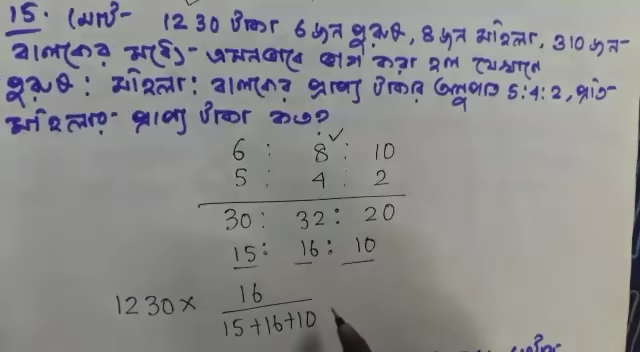 15. মোট 1230 টাকা 6 জন পুরুষ, 8 জন মহিলা, 10 জন
বালকের মধ্যে এমনভাবে ভাগ করা হল যেখানে
পুরুষ : মহিলা : বালকের প্রাপ্য টাকার অনুপাত 5:4:2, প্রতি
মহিলার প্রাপ্য টাকা কত?
6 : 8 : 10
5 : 4 : 2
30 : 32 : 20
15 : 16 : 10
1230 × 16
15+16+10